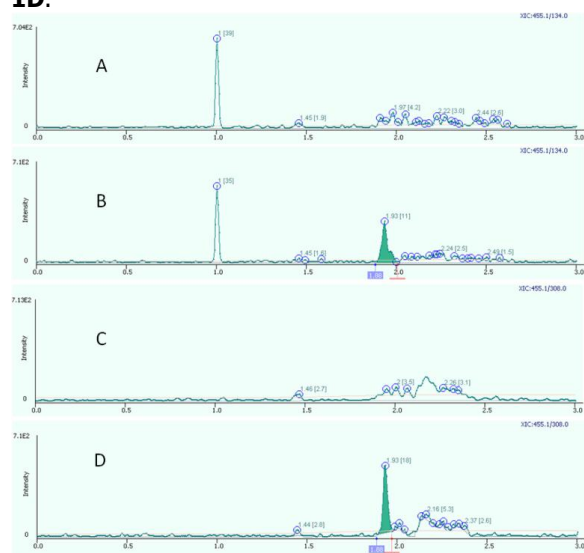 1D.
XIC:455.1/134.0
7.04E2
Intensity
0
A
1 [39]
1.45 [1.9]
1.97 [4.2]
2.22 [3.0]
2.44 [2.6]
0.0 0.5 1.0 1.5 2.0 2.5 3.0
XIC:455.1/134.0
7.1E2
Intensity
0
B
1 [35]
1.45 [1.6]
1.93 [11]
2.24 [2.5]
2.49 [1.5]
0.0 0.5 1.0 1.5 2.0 2.5 3.0
XIC:455.1/308.0
7.13E2
Intensity
0
C
1.46 [2.7]
2 [3.5]
2.26 [3.1]
0.0 0.5 1.0 1.5 2.0 2.5 3.0
XIC:455.1/308.0
7.1E2
Intensity
0
D
1.44 [2.8]
1.93 [18]
2.16 [5.3]
2.37 [2.6]
0.0 0.5 1.0 1.5 2.0 2.5 3.0